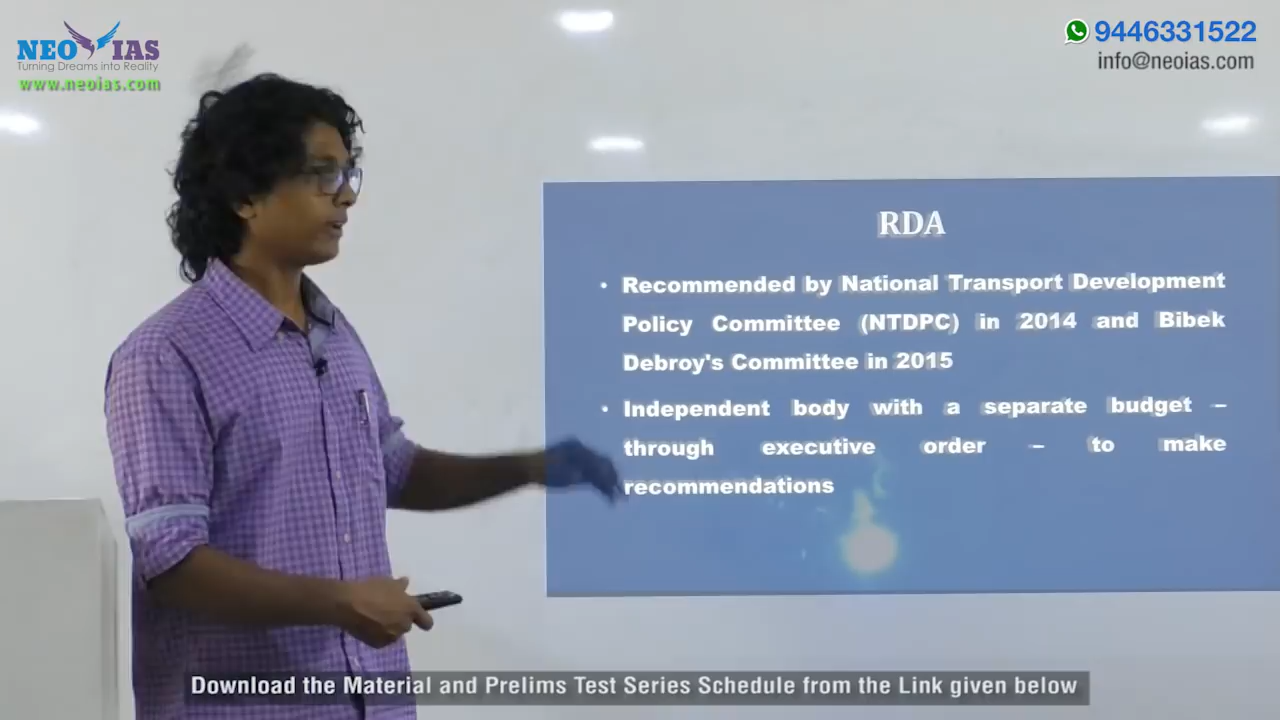 NEO IAS
Turning Dreams into Reality
www.neoias.com
9446331522
info@neoias.com
RDA
• Recommended by National Transport Development
Policy Committee (NTDPC) in 2014 and Bibek
Debroy's Committee in 2015
• Independent body with a separate budget –
through executive order – to make
recommendations
Download the Material and Prelims Test Series Schedule from the Link given below